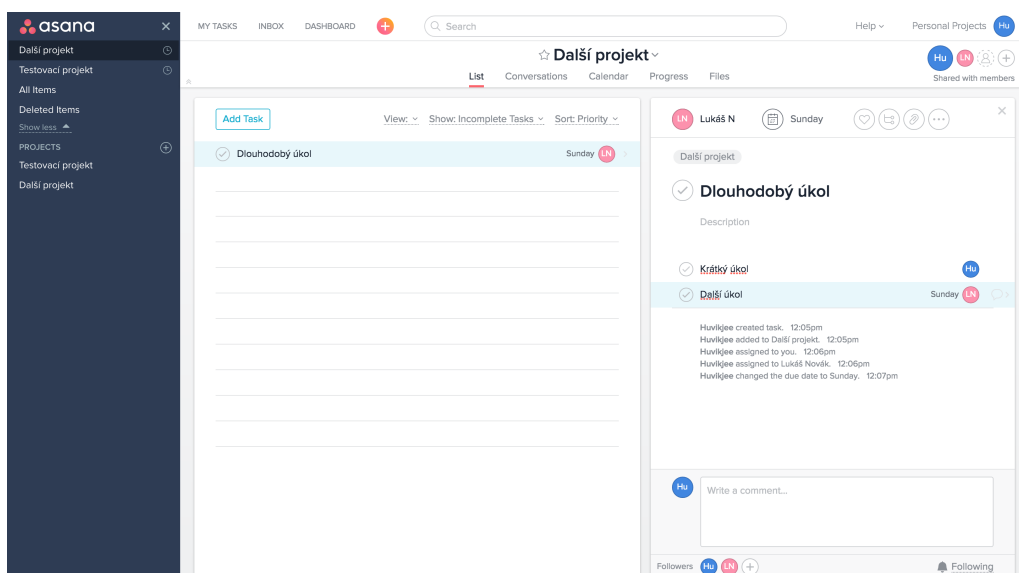 asana
MY TASKS INBOX DASHBOARD
Search
Help
Personal Projects Hu
Další projekt
Testovací projekt
All Items
Deleted Items
Show less
PROJECTS
Testovací projekt
Další projekt
Další projekt
List Conversations Calendar Progress Files
Hu LN
Shared with members
Add Task
View: Show: Incomplete Tasks Sort: Priority
Dlouhodobý úkol Sunday LN
LN Lukáš N Sunday
Další projekt
Dlouhodobý úkol
Description
Krátký úkol Hu
Další úkol Sunday LN
Huvikjee created task. 12:05pm
Huvikjee added to Další projekt. 12:05pm
Huvikjee assigned to you. 12:06pm
Huvikjee assigned to Lukáš Novák. 12:06pm
Huvikjee changed the due date to Sunday. 12:07pm
Hu Write a comment...
Followers Hu LN Following